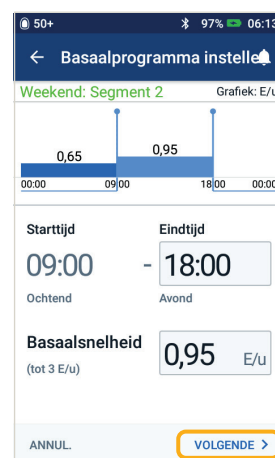 50+ 97% 06:13
Basaalprogramma instelle
Weekend: Segment 2 Grafiek: E/u
0,65 0,95
00:00 09:00 18:00 00:00
Starttijd Eindtijd
09:00 - 18:00
Ochtend Avond
Basaalsnelheid
(tot 3 E/u)
0,95 E/u
ANNUL. VOLGENDE >